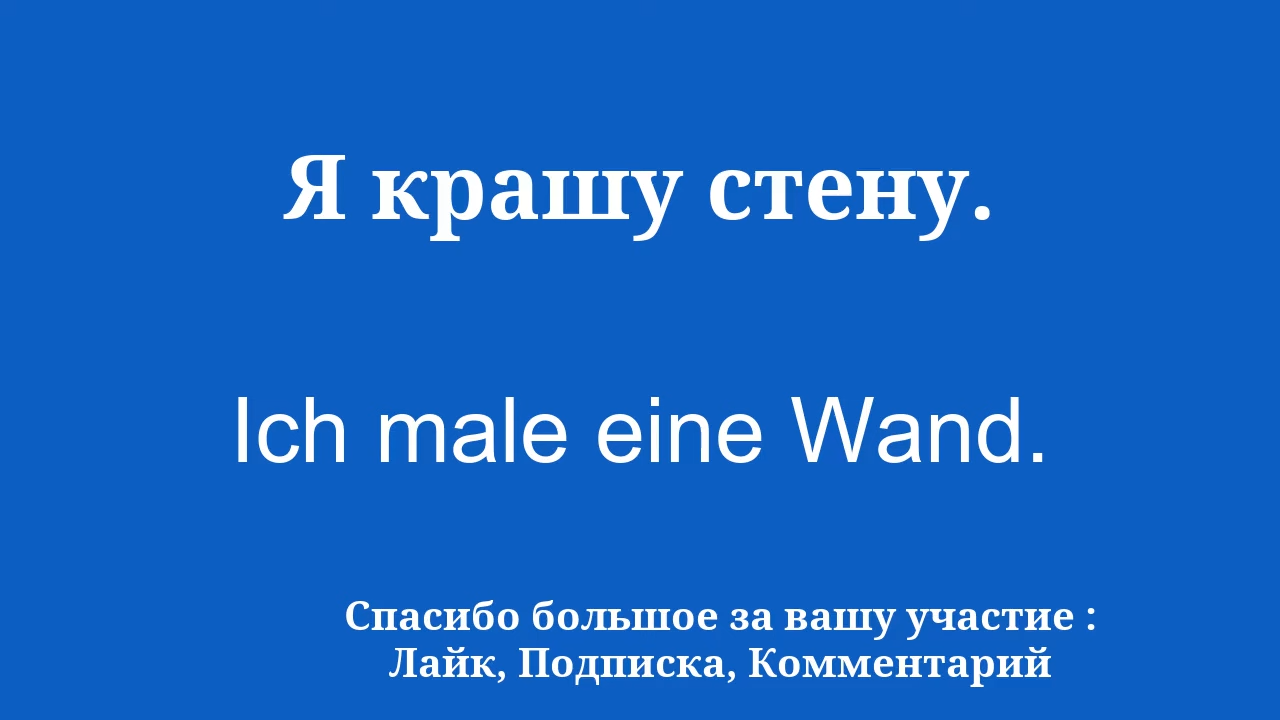 Я крашу стену.
Ich male eine Wand.
Спасибо большое за вашу участие :
Лайк, Подписка, Комментарий